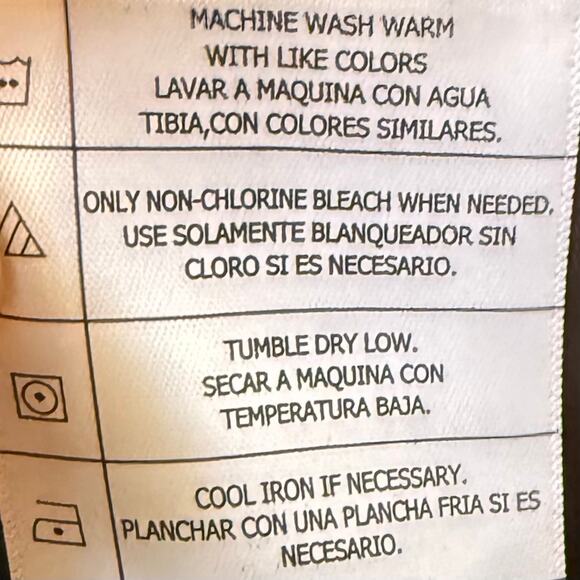 MACHINE WASH WARM
WITH LIKE COLORS
LAVAR A MAQUINA CON AGUA
TIBIA,CON COLORES SIMILARES.
ONLY NON-CHLORINE BLEACH WHEN NEEDED.
USE SOLAMENTE BLANQUEADOR SIN
CLORO SI ES NECESARIO.
TUMBLE DRY LOW.
SECAR A MAQUINA CON
TEMPERATURA BAJA.
COOL IRON IF NECESSARY.
PLANCHAR CON UNA PLANCHA FRIA SI ES
NECESARIO.